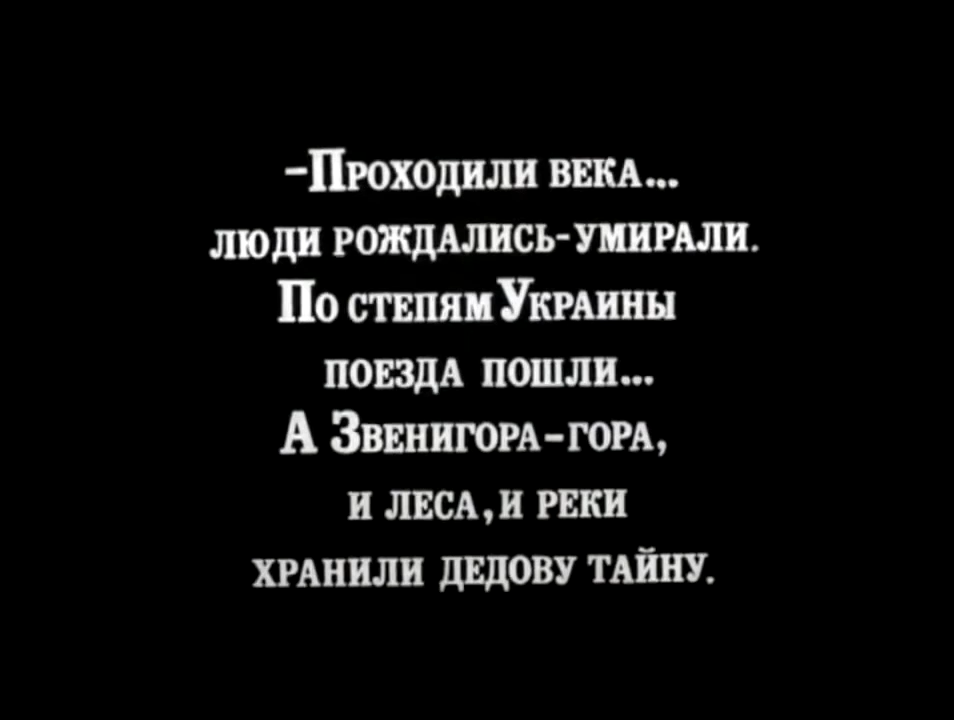 -Проходили века...
люди рождались-умирали.
По степям Украины
поезда пошли...
А Звенигора-гора,
и леса, и реки
хранили дедову тайну.